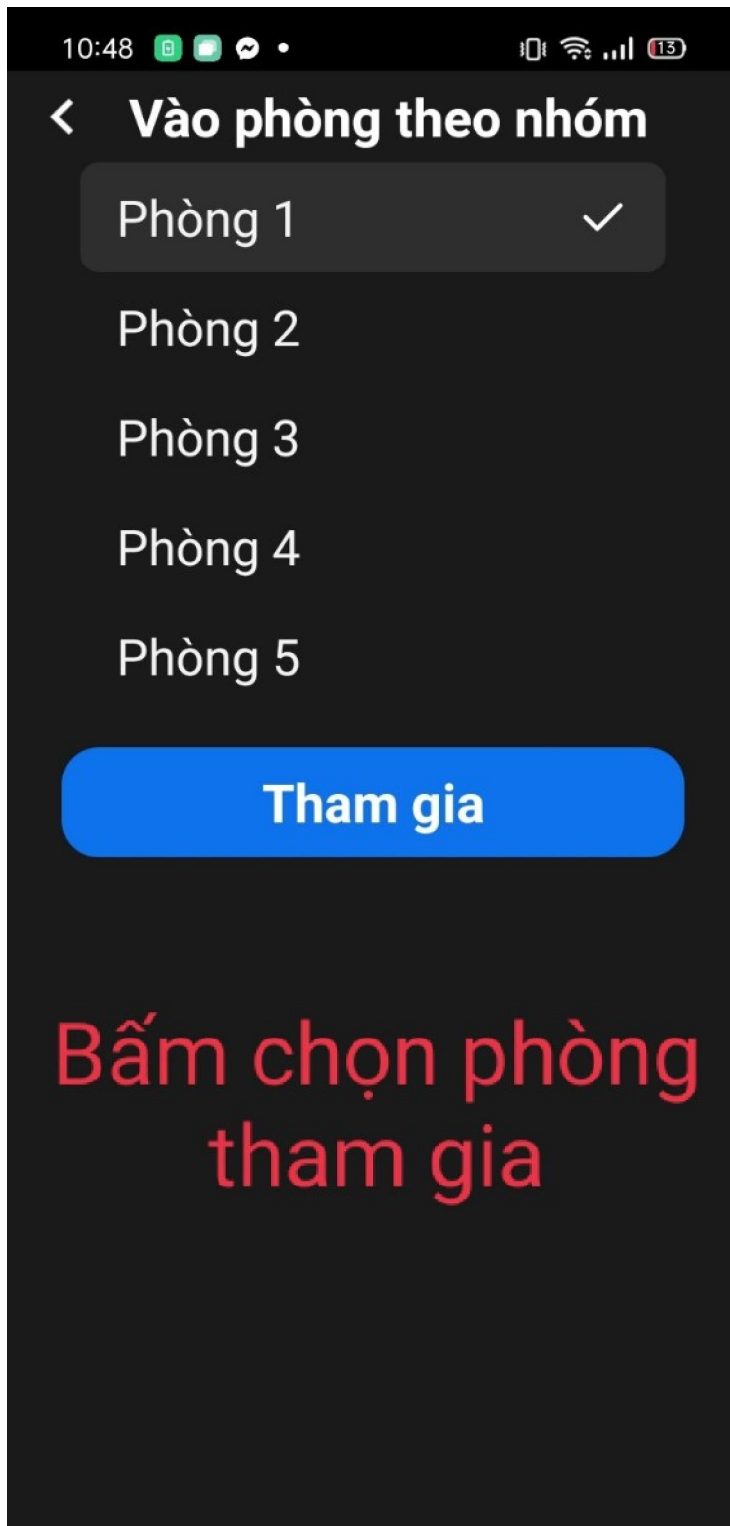 10:48
13
Vào phòng theo nhóm
Phòng 1
Phòng 2
Phòng 3
Phòng 4
Phòng 5
Tham gia
Bấm chọn phòng
tham gia